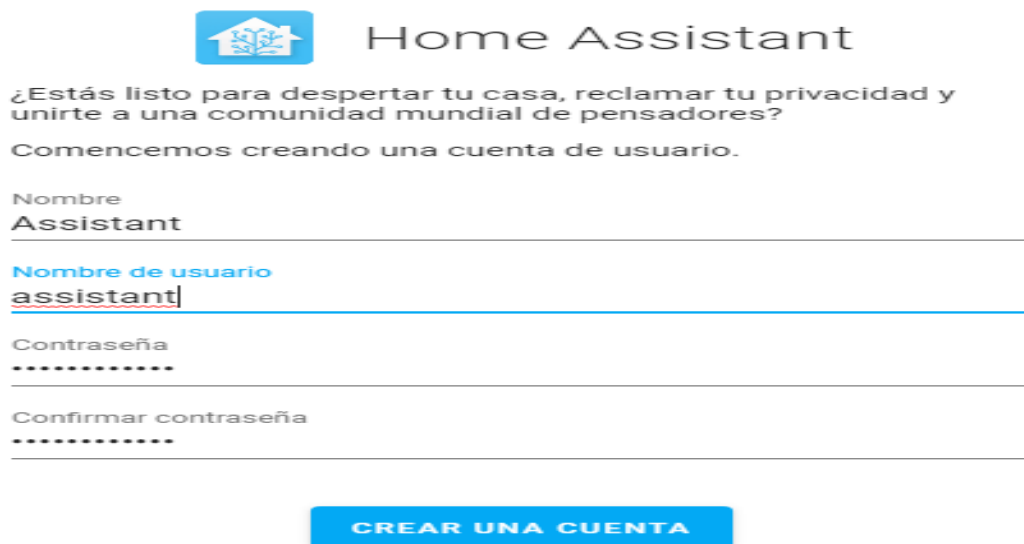 Home Assistant
¿Estás listo para despertar tu casa, reclamar tu privacidad y
unirte a una comunidad mundial de pensadores?
Comencemos creando una cuenta de usuario.
Nombre
Assistant
Nombre de usuario
assistant
Contraseña
••••••••••••
Confirmar contraseña
••••••••••••
CREAR UNA CUENTA